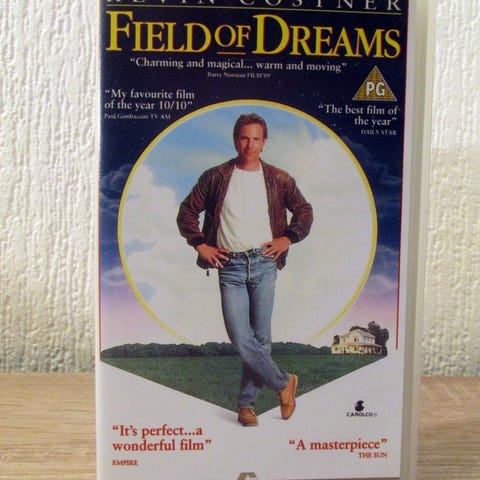 KEVIN COSTNER
FIELD OF DREAMS
"Charming and magical... warm and moving"
Barry Norman FILM '89
"My favourite film
of the year 10/10"
Paul Gambaccini TV AM
PG
"The best film of
the year"
DAILY STAR
CAROLCO®
"It's perfect...a
wonderful film"
EMPIRE
"A masterpiece"
THE SUN